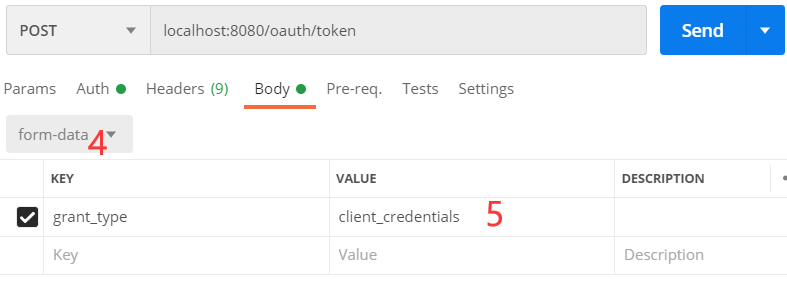 POST localhost:8080/oauth/token Send
Params Auth Headers (9) Body Pre-req. Tests Settings
form-data 4
KEY VALUE DESCRIPTION
grant_type client_credentials 5
Key Value Description